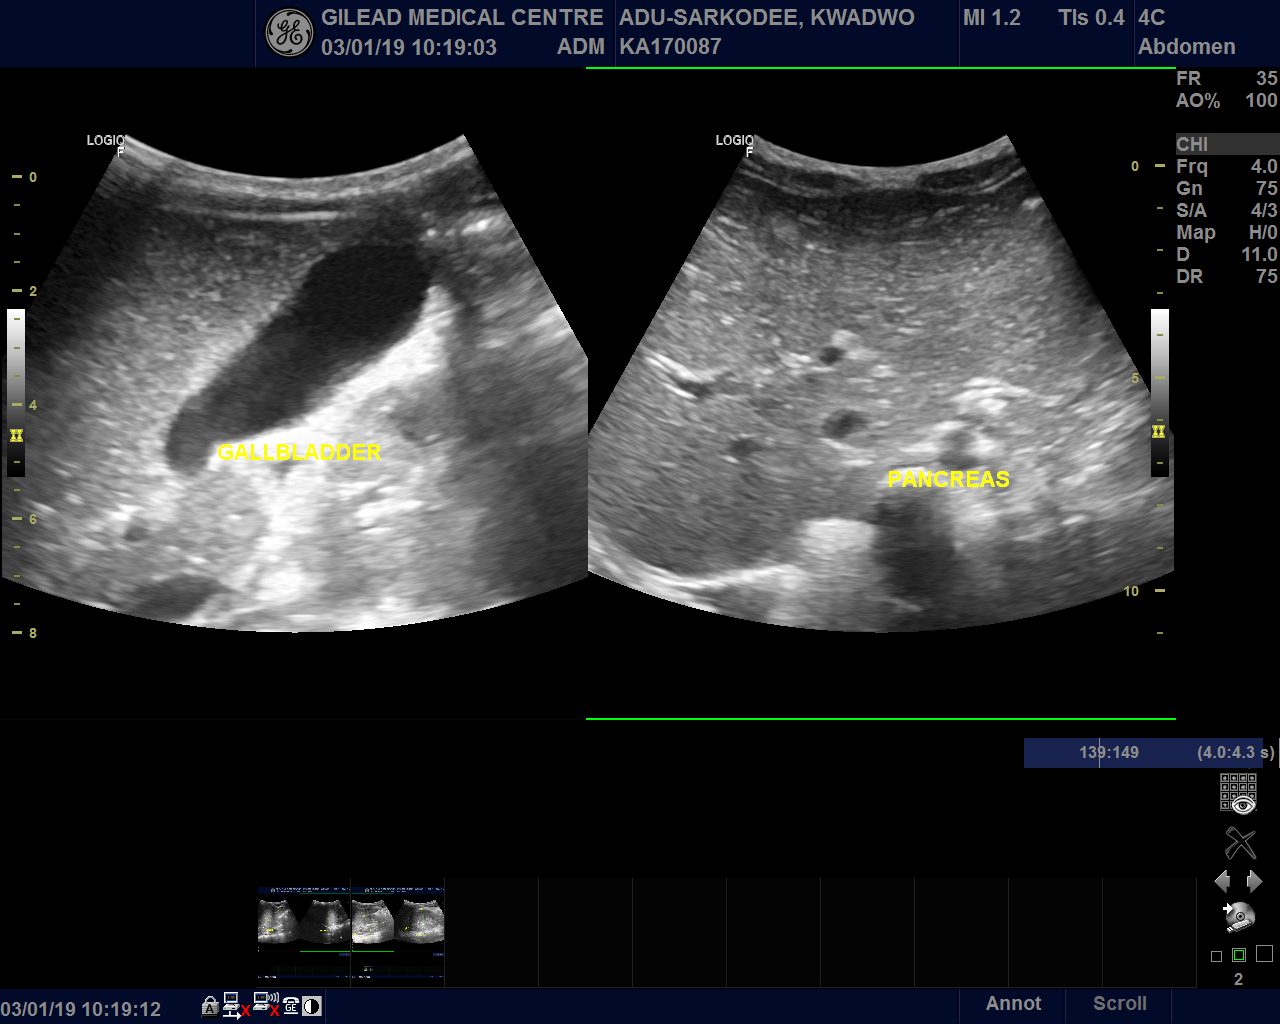 GILEAD MEDICAL CENTRE
03/01/19 10:19:03 ADM
ADU-SARKODEE, KWADWO
KA170087
MI 1.2 TIs 0.4
4C
Abdomen
FR 35
AO% 100
CHI
Frq 4.0
Gn 75
S/A 4/3
Map H/0
D 11.0
DR 75
LOGIQ
F
0
2
4
6
8
GALLBLADDER
LOGIQ
F
0
5
10
PANCREAS
139:149 (4.0:4.3 s)
2
03/01/19 10:19:12
A
X
X
GE
Annot
Scroll